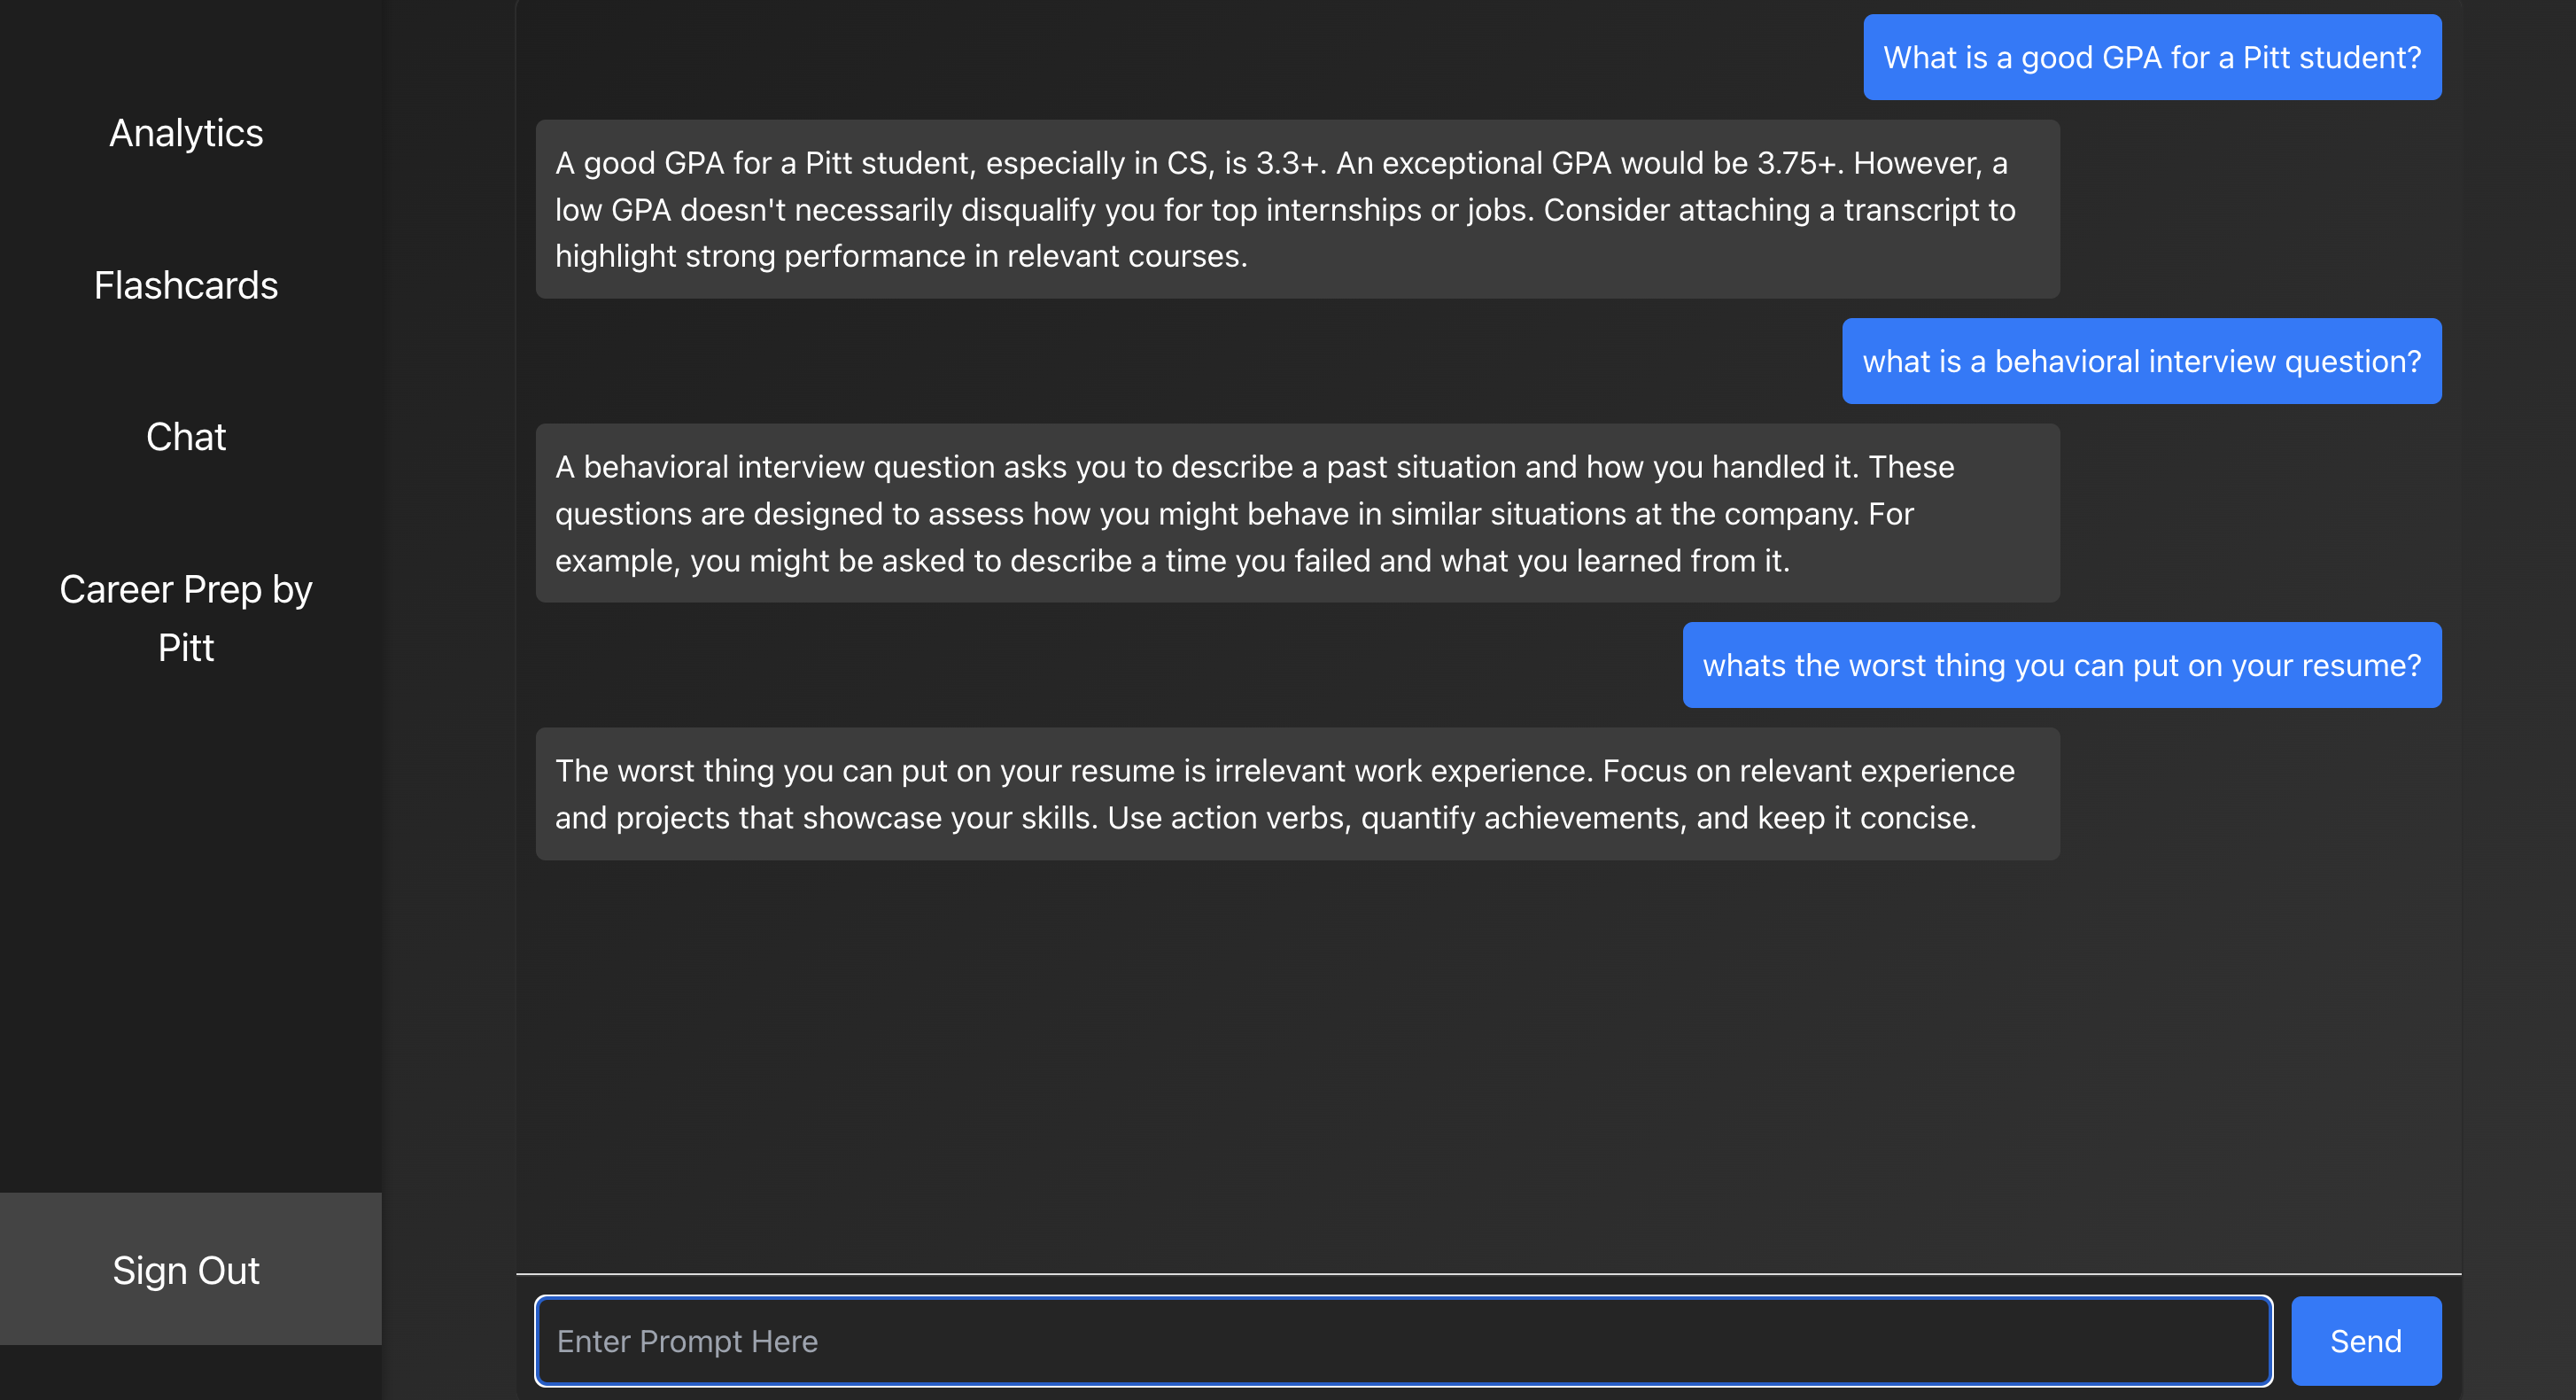 Analytics
Flashcards
Chat
Career Prep by
Pitt
Sign Out
What is a good GPA for a Pitt student?
A good GPA for a Pitt student, especially in CS, is 3.3+. An exceptional GPA would be 3.75+. However, a
low GPA doesn't necessarily disqualify you for top internships or jobs. Consider attaching a transcript to
highlight strong performance in relevant courses.
what is a behavioral interview question?
A behavioral interview question asks you to describe a past situation and how you handled it. These
questions are designed to assess how you might behave in similar situations at the company. For
example, you might be asked to describe a time you failed and what you learned from it.
whats the worst thing you can put on your resume?
The worst thing you can put on your resume is irrelevant work experience. Focus on relevant experience
and projects that showcase your skills. Use action verbs, quantify achievements, and keep it concise.
Enter Prompt Here
Send